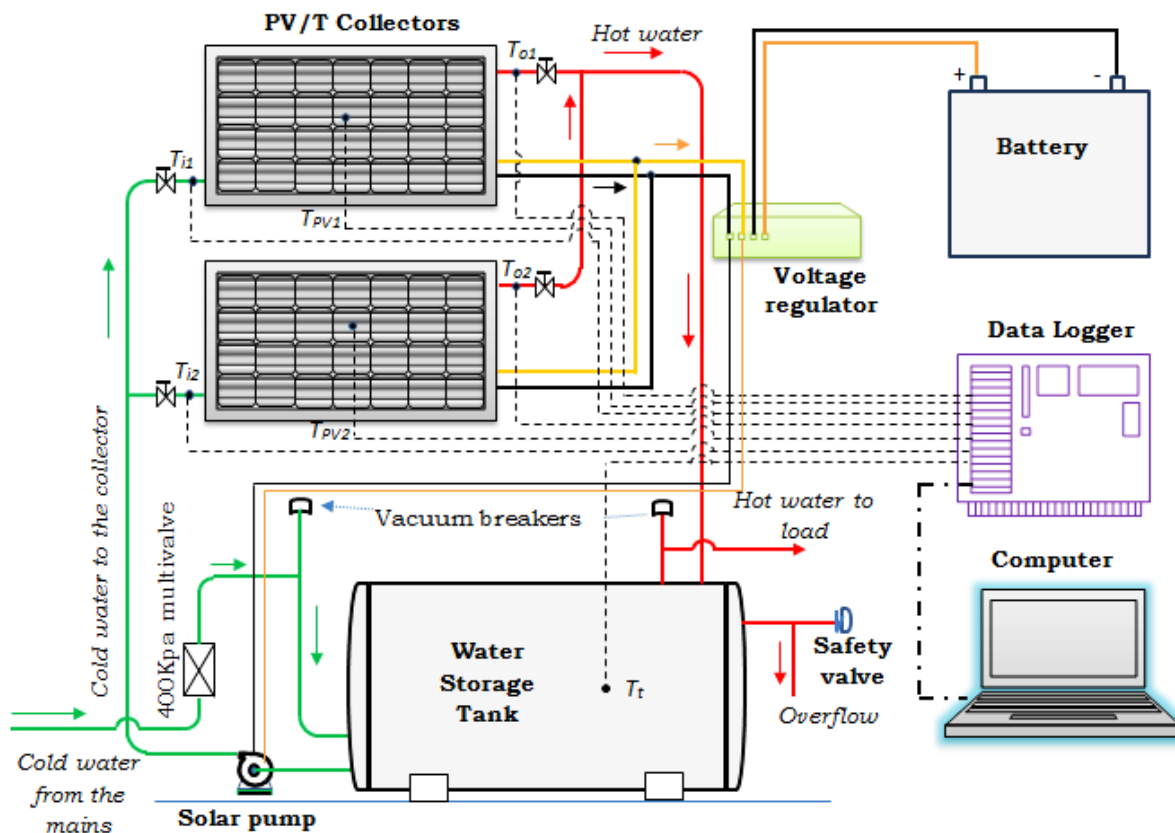 PV/T Collectors
To1
Hot water
+
-
Battery
Ti1
TPV1
To2
Voltage
regulator
Data Logger
Ti2
TPV2
Cold water to the collector
400Kpa multivalve
Vacuum breakers
Hot water to
load
Computer
Water
Storage
Tank
Tt
Safety
valve
Overflow
Cold water
from the
mains
Solar pump